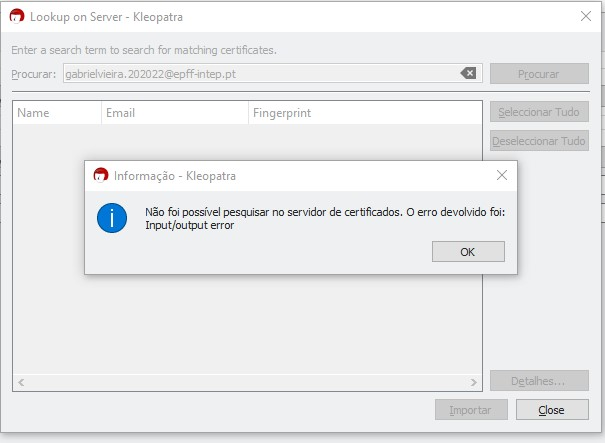 Lookup on Server - Kleopatra
Enter a search term to search for matching certificates.
Procurar: gabrielvieira.202022@epff-intep.pt Procurar
Name Email Fingerprint
Seleccionar Tudo
Deseleccionar Tudo
Informação - Kleopatra
Não foi possível pesquisar no servidor de certificados. O erro devolvido foi:
Input/output error
OK
Detalhes...
Importar Close